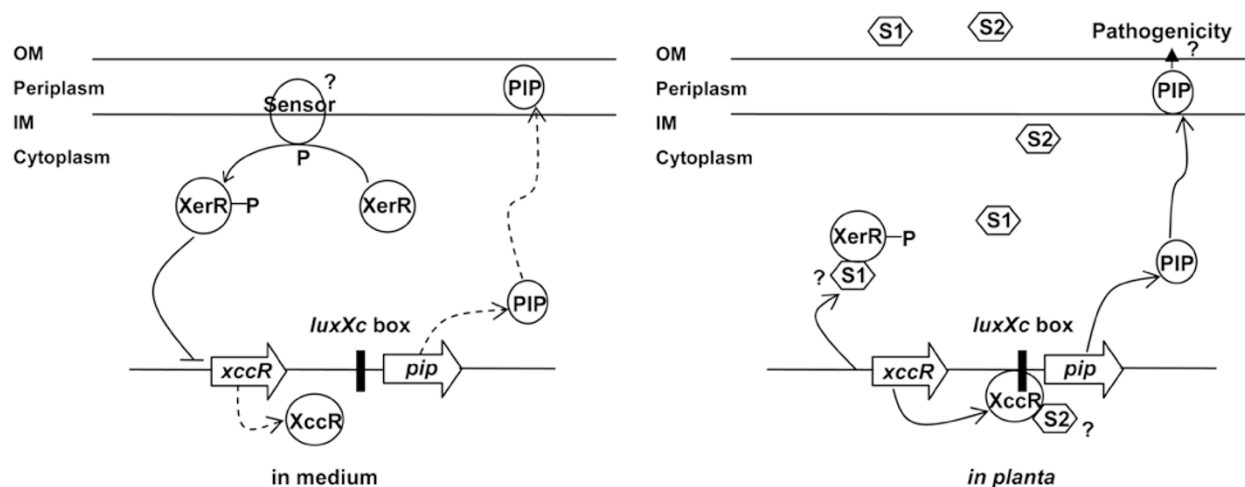 OM
Periplasm
IM
Cytoplasm
Sensor
?
P
XerR
P
XerR
PIP
PIP
luxXc box
xccR
pip
XccR
in medium
S1
S2
Pathogenicity
?
OM
Periplasm
IM
Cytoplasm
PIP
S2
S1
XerR
P
? S1
PIP
luxXc box
xccR
pip
XccR
S2 ?
in planta